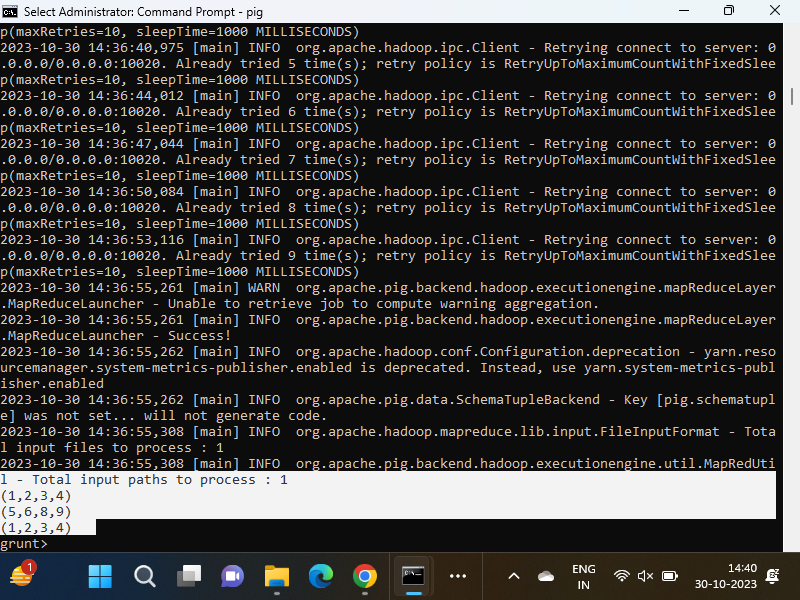 Select Administrator: Command Prompt - pig
p(maxRetries=10, sleepTime=1000 MILLISECONDS)
2023-10-30 14:36:40,975 [main] INFO  org.apache.hadoop.ipc.Client - Retrying connect to server: 0
.0.0.0/0.0.0.0:10020. Already tried 5 time(s); retry policy is RetryUpToMaximumCountWithFixedSlee
p(maxRetries=10, sleepTime=1000 MILLISECONDS)
2023-10-30 14:36:44,012 [main] INFO  org.apache.hadoop.ipc.Client - Retrying connect to server: 0
.0.0.0/0.0.0.0:10020. Already tried 6 time(s); retry policy is RetryUpToMaximumCountWithFixedSlee
p(maxRetries=10, sleepTime=1000 MILLISECONDS)
2023-10-30 14:36:47,044 [main] INFO  org.apache.hadoop.ipc.Client - Retrying connect to server: 0
.0.0.0/0.0.0.0:10020. Already tried 7 time(s); retry policy is RetryUpToMaximumCountWithFixedSlee
p(maxRetries=10, sleepTime=1000 MILLISECONDS)
2023-10-30 14:36:50,084 [main] INFO  org.apache.hadoop.ipc.Client - Retrying connect to server: 0
.0.0.0/0.0.0.0:10020. Already tried 8 time(s); retry policy is RetryUpToMaximumCountWithFixedSlee
p(maxRetries=10, sleepTime=1000 MILLISECONDS)
2023-10-30 14:36:53,116 [main] INFO  org.apache.hadoop.ipc.Client - Retrying connect to server: 0
.0.0.0/0.0.0.0:10020. Already tried 9 time(s); retry policy is RetryUpToMaximumCountWithFixedSlee
p(maxRetries=10, sleepTime=1000 MILLISECONDS)
2023-10-30 14:36:55,261 [main] WARN  org.apache.pig.backend.hadoop.executionengine.mapReduceLayer
.MapReduceLauncher - Unable to retrieve job to compute warning aggregation.
2023-10-30 14:36:55,261 [main] INFO  org.apache.pig.backend.hadoop.executionengine.mapReduceLayer
.MapReduceLauncher - Success!
2023-10-30 14:36:55,262 [main] INFO  org.apache.hadoop.conf.Configuration.deprecation - yarn.reso
urcemanager.system-metrics-publisher.enabled is deprecated. Instead, use yarn.system-metrics-publ
isher.enabled
2023-10-30 14:36:55,262 [main] INFO  org.apache.pig.data.SchemaTupleBackend - Key [pig.schematupl
e] was not set... will not generate code.
2023-10-30 14:36:55,308 [main] INFO  org.apache.hadoop.mapreduce.lib.input.FileInputFormat - Tota
l input files to process : 1
2023-10-30 14:36:55,308 [main] INFO  org.apache.pig.backend.hadoop.executionengine.util.MapRedUti
l - Total input paths to process : 1
(1,2,3,4)
(5,6,8,9)
(1,2,3,4)
grunt>
1
ENG
IN
14:40
30-10-2023